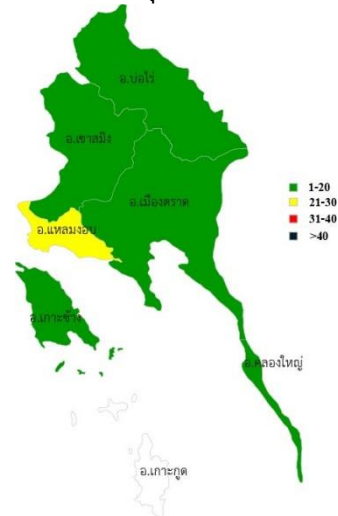 อ.บ่อไร่
อ.เขาสมิง
อ.เมืองตราด
อ.แหลมงอบ
1-20
21-30
31-40
>40
อ.เกาะช้าง
อ.คลองใหญ่
อ.เกาะกูด